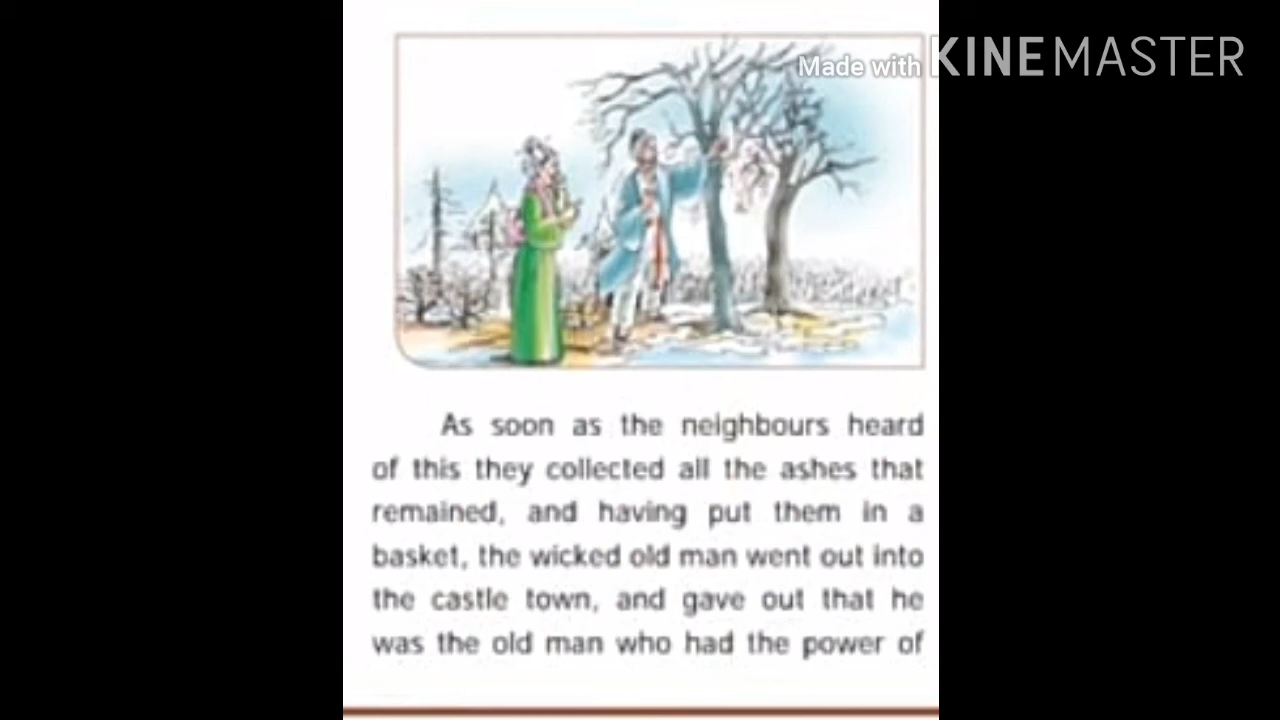 Made with KINEMASTER
As soon as the neighbours heard
of this they collected all the ashes that
remained, and having put them in a
basket, the wicked old man went out into
the castle town, and gave out that he
was the old man who had the power of